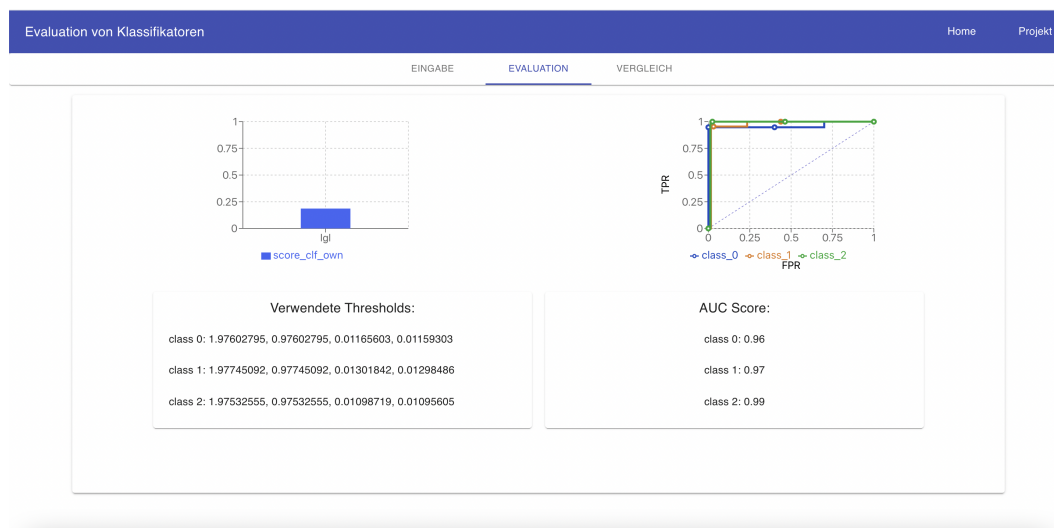 Evaluation von Klassifikatoren
Home
Projekt
EINGABE
EVALUATION
VERGLEICH
1
0.75
0.5
0.25
0
lgl
score_clf_own
1
0.75
0.5
0.25
0
TPR
0
0.25
0.5
0.75
1
class_0
class_1
class_2
FPR
Verwendete Thresholds:
class 0: 1.97602795, 0.97602795, 0.01165603, 0.01159303
class 1: 1.97745092, 0.97745092, 0.01301842, 0.01298486
class 2: 1.97532555, 0.97532555, 0.01098719, 0.01095605
AUC Score:
class 0: 0.96
class 1: 0.97
class 2: 0.99